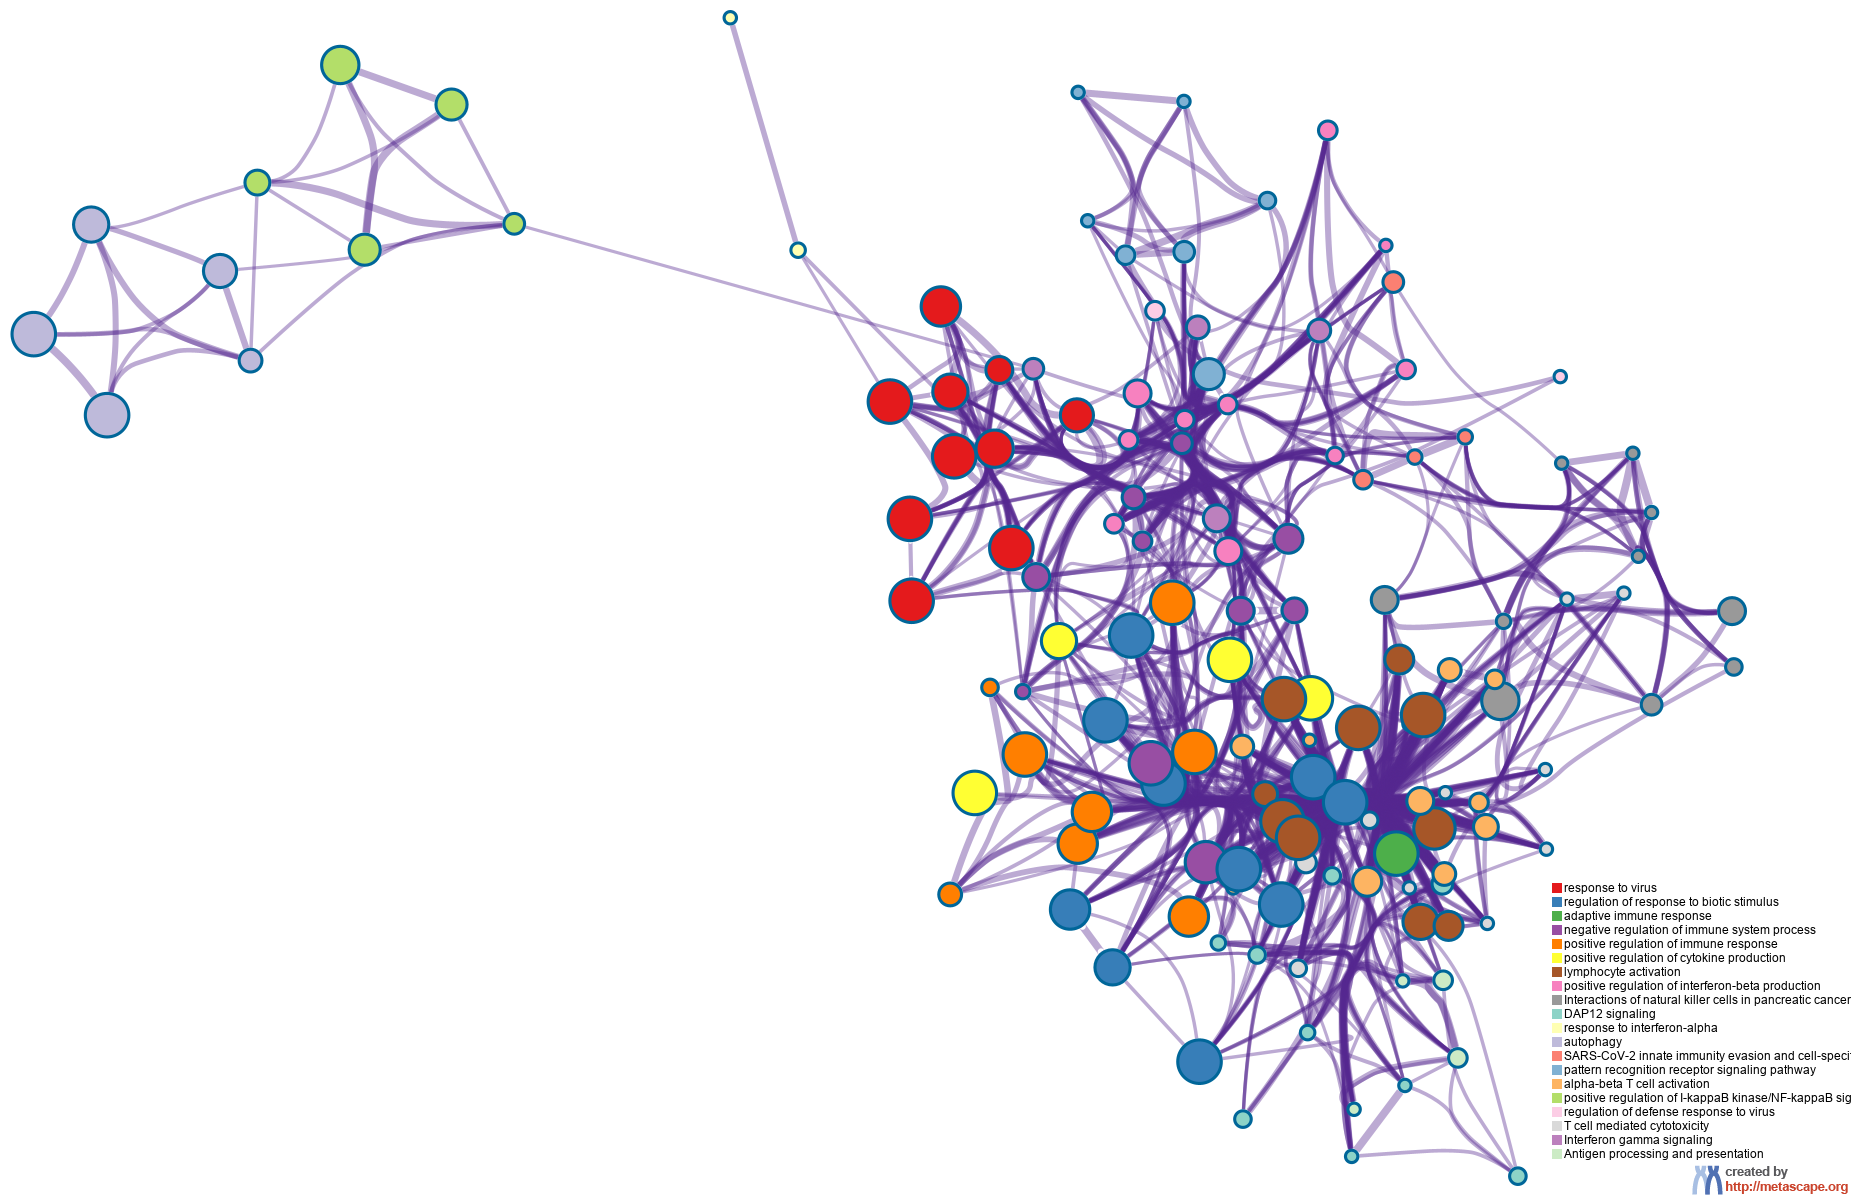 response to virus
regulation of response to biotic stimulus
adaptive immune response
negative regulation of immune system process
positive regulation of immune response
positive regulation of cytokine production
lymphocyte activation
positive regulation of interferon-beta production
Interactions of natural killer cells in pancreatic cancer
DAP12 signaling
response to interferon-alpha
autophagy
SARS-CoV-2 innate immunity evasion and cell-speci
pattern recognition receptor signaling pathway
alpha-beta T cell activation
positive regulation of I-kappaB kinase/NF-kappaB sig
regulation of defense response to virus
T cell mediated cytotoxicity
Interferon gamma signaling
Antigen processing and presentation
created by
http://metascape.org